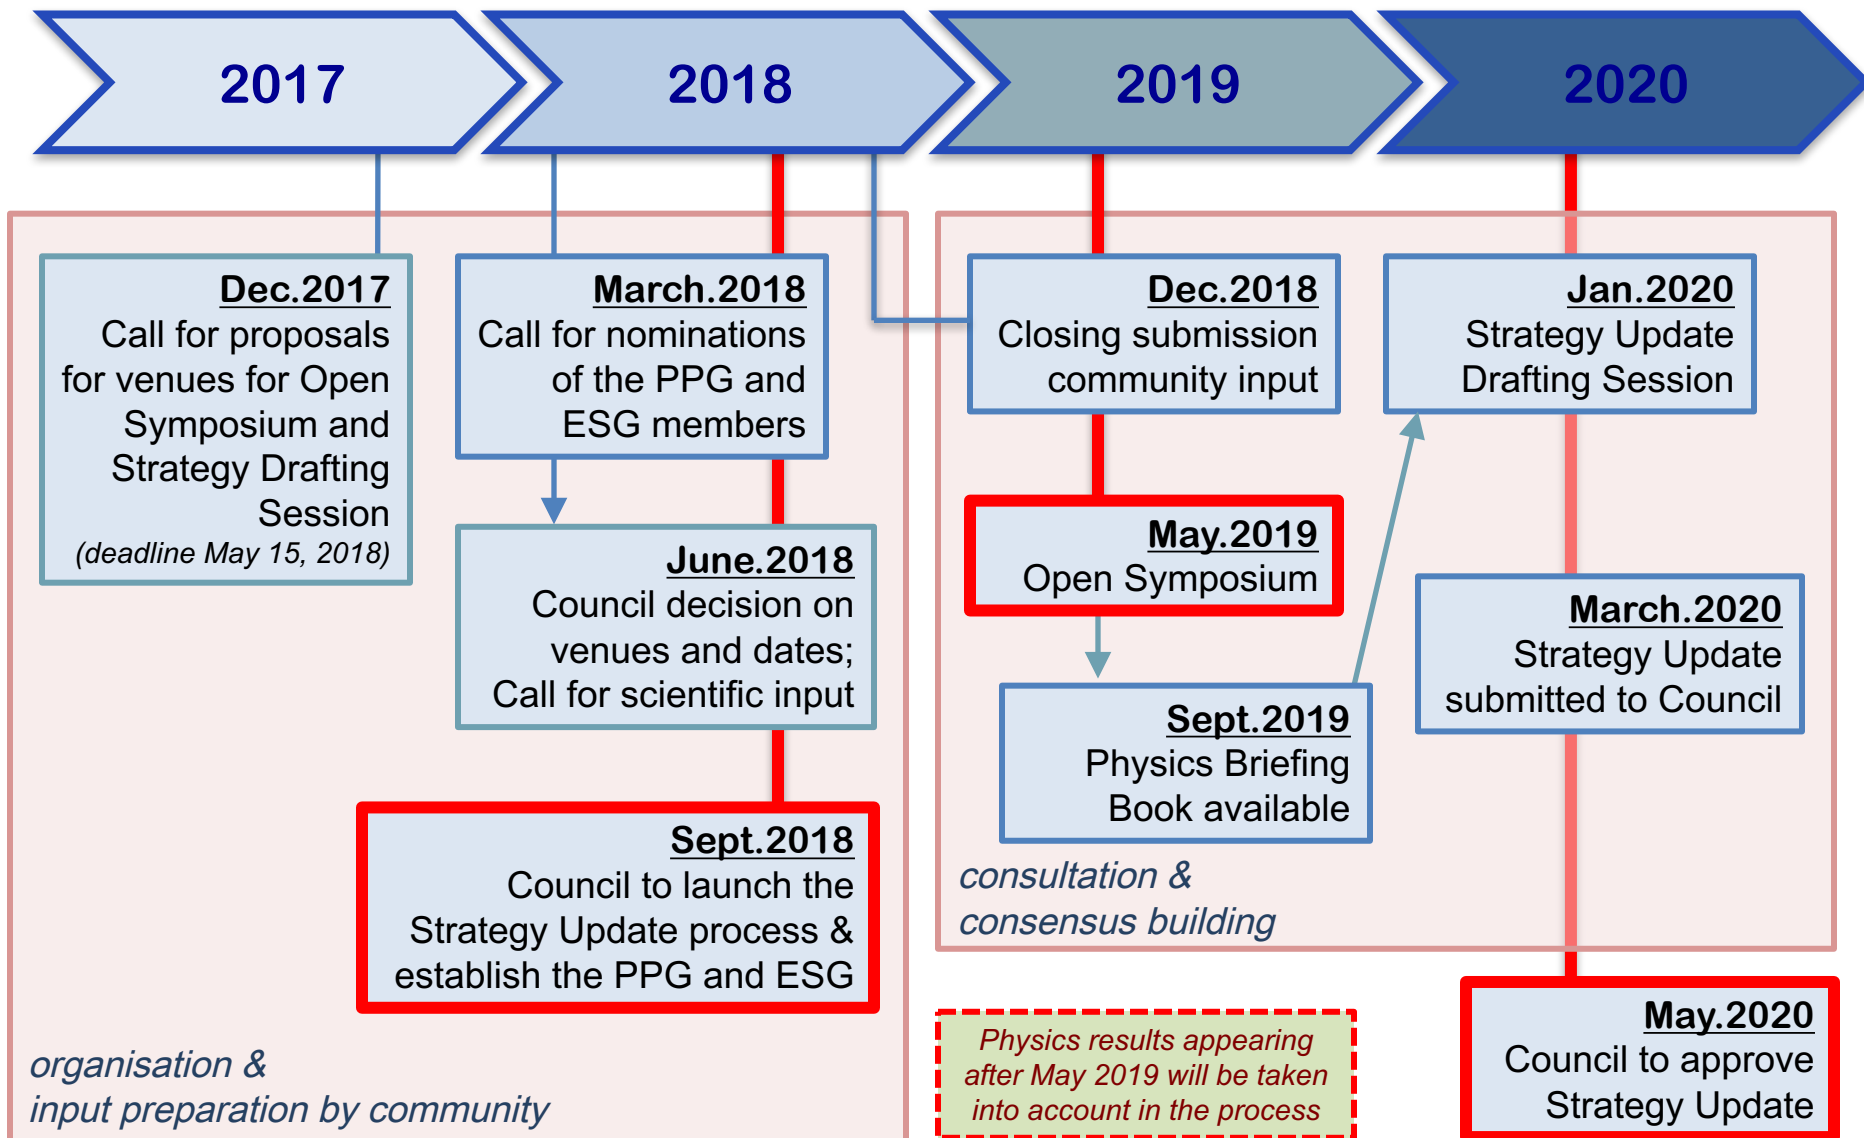 2017
2018
2019
2020
Dec.2017
Call for proposals
for venues for Open
Symposium and
Strategy Drafting
Session
(deadline May 15, 2018)
March.2018
Call for nominations
of the PPG and
ESG members
June.2018
Council decision on
venues and dates;
Call for scientific input
Sept.2018
Council to launch the
Strategy Update process &
establish the PPG and ESG
organisation &
input preparation by community
Dec.2018
Closing submission
community input
May.2019
Open Symposium
Sept.2019
Physics Briefing
Book available
Jan.2020
Strategy Update
Drafting Session
March.2020
Strategy Update
submitted to Council
consultation &
consensus building
Physics results appearing
after May 2019 will be taken
into account in the process
May.2020
Council to approve
Strategy Update